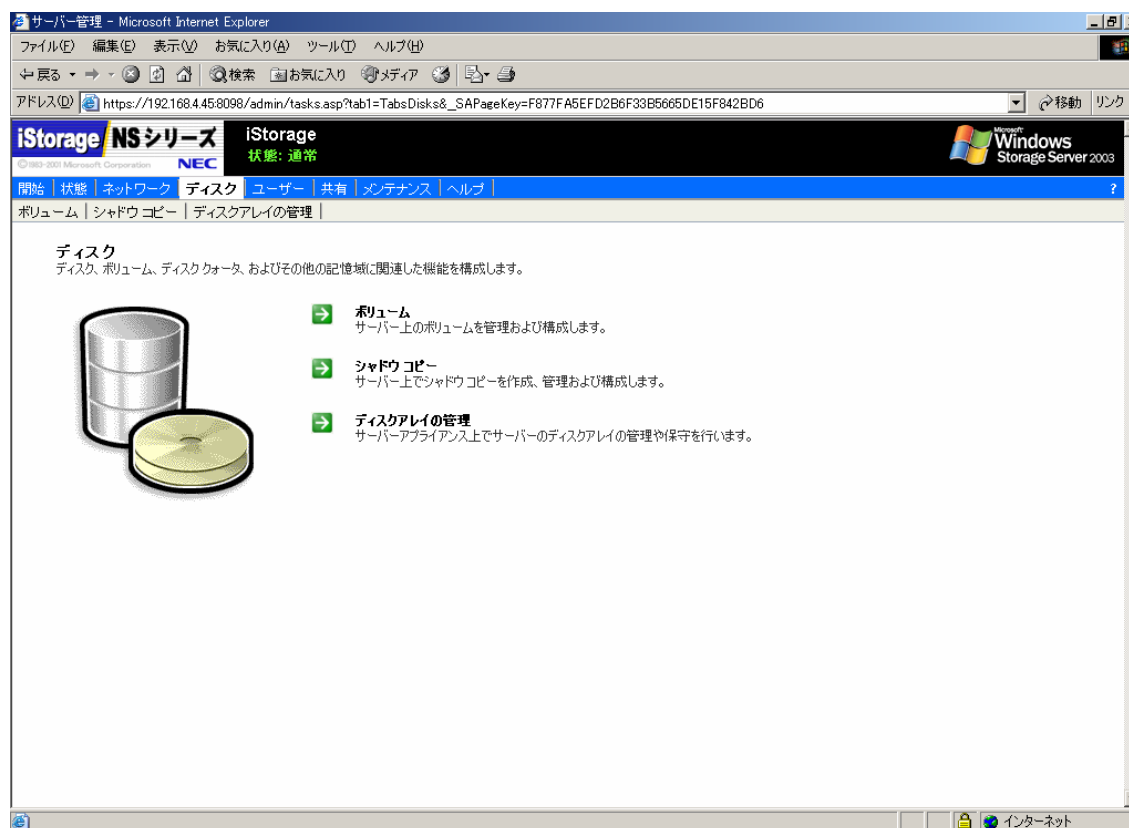 サーバー管理 - Microsoft Internet Explorer
ファイル(F) 編集(E) 表示(V) お気に入り(A) ツール(T) ヘルプ(H)
戻る 検索 お気に入り メディア
アドレス(D) https://192.168.4.45:8098/admin/tasks.asp?tab1=TabsDisks&_SAPageKey=F877FA5EFD2B6F33B5665DE15F842BD6 移動 リンク
iStorage NSシリーズ
©1983-2001 Microsoft Corporation NEC
iStorage
状態: 通常
Microsoft
Windows
Storage Server 2003
開始 | 状態 | ネットワーク | ディスク | ユーザー | 共有 | メンテナンス | ヘルプ | ?
ボリューム | シャドウ コピー | ディスクアレイの管理 |
ディスク
ディスク、ボリューム、ディスク クォータ、およびその他の記憶域に関連した機能を構成します。
ボリューム
サーバー上のボリュームを管理および構成します。
シャドウ コピー
サーバー上でシャドウ コピーを作成、管理および構成します。
ディスクアレイの管理
サーバーアプライアンス上でサーバーのディスクアレイの管理や保守を行います。
インターネット